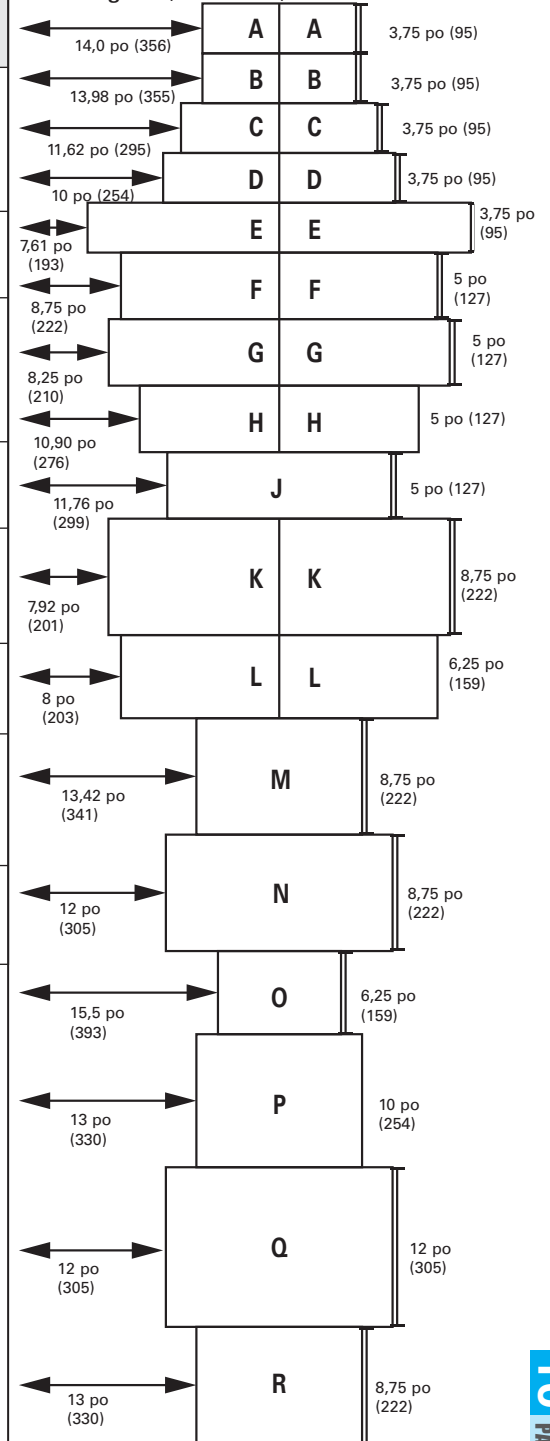 A A
14,0 po (356)
3,75 po (95)
B B
13,98 po (355)
3,75 po (95)
C C
11,62 po (295)
3,75 po (95)
D D
10 po (254)
3,75 po (95)
E E
7,61 po
(193)
3,75 po
(95)
F F
8,75 po
(222)
5 po
(127)
G G
8,25 po
(210)
5 po
(127)
H H
10,90 po
(276)
5 po (127)
J
11,76 po
(299)
5 po (127)
K K
7,92 po
(201)
8,75 po
(222)
L L
8 po
(203)
6,25 po
(159)
M
13,42 po
(341)
8,75 po
(222)
N
12 po
(305)
8,75 po
(222)
O
15,5 po
(393)
6,25 po
(159)
P
13 po
(330)
10 po
(254)
Q
12 po
(305)
12 po
(305)
R
13 po
(330)
8,75 po
(222)